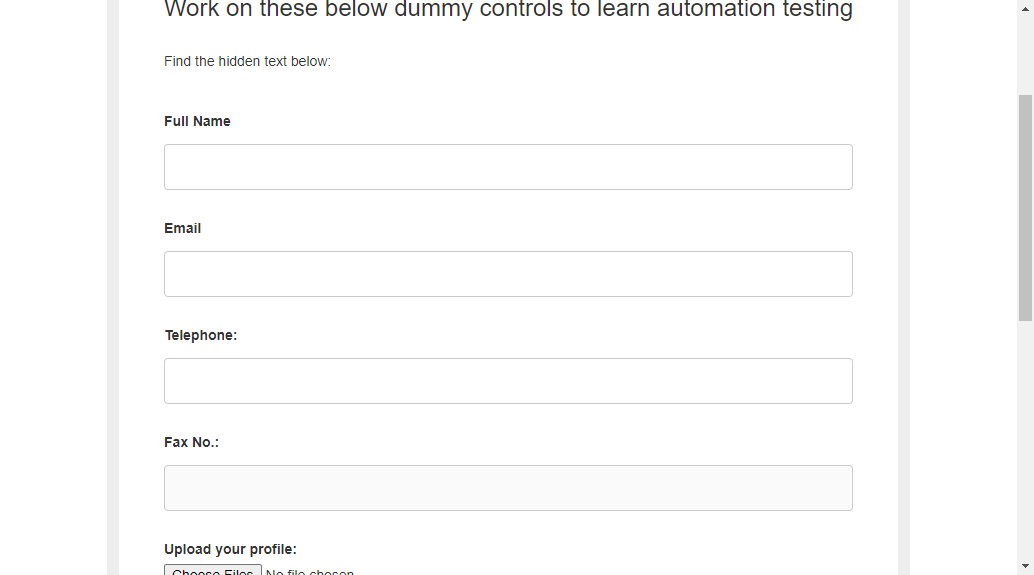 Work on these below dummy controls to learn automation testing
Find the hidden text below:
Full Name
Email
Telephone:
Fax No.:
Upload your profile:
Choose Files No file chosen